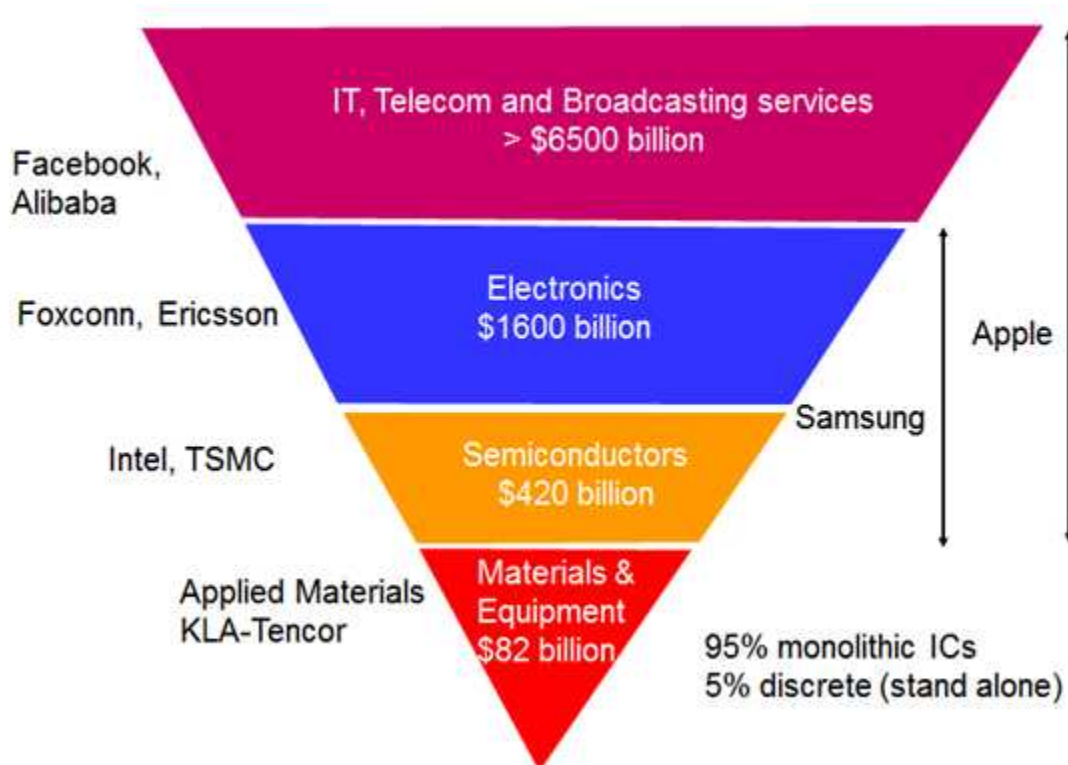 IT, Telecom and Broadcasting services
> $6500 billion
Facebook,
Alibaba
Electronics
$1600 billion
Foxconn, Ericsson
Apple
Samsung
Semiconductors
$420 billion
Intel, TSMC
Materials &
Equipment
$82 billion
Applied Materials
KLA-Tencor
95% monolithic ICs
5% discrete (stand alone)